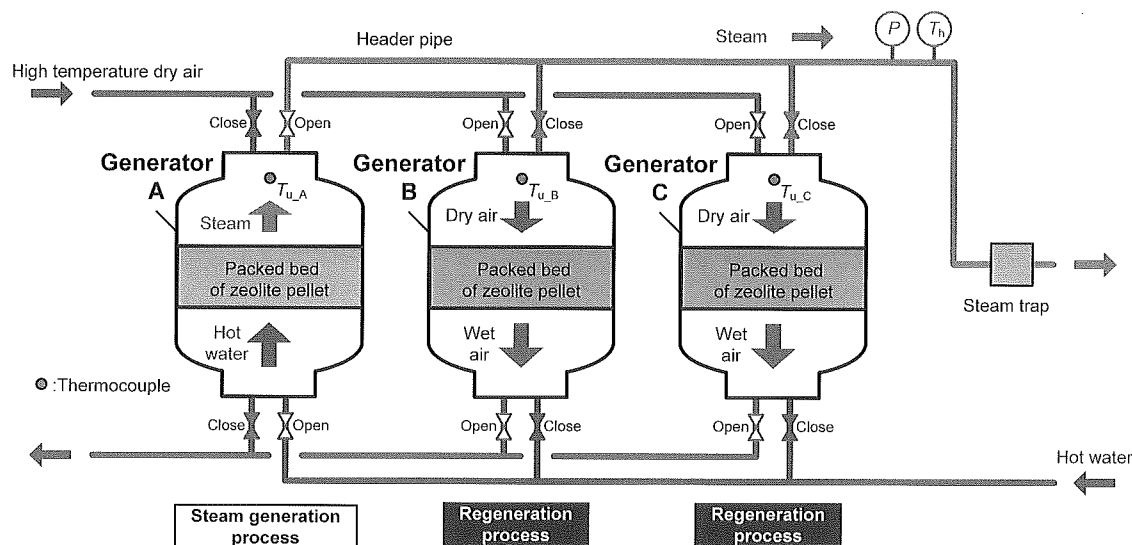 Header pipe
Steam
P
Th
High temperature dry air
Close
Open
Open
Close
Open
Close
Generator
A
Generator
B
Generator
C
Tu_A
Tu_B
Tu_C
Steam
Dry air
Dry air
Packed bed
of zeolite pellet
Packed bed
of zeolite pellet
Packed bed
of zeolite pellet
Steam trap
Hot
water
Wet
air
Wet
air
:Thermocouple
Close
Open
Open
Close
Open
Close
Hot water
Steam generation
process
Regeneration
process
Regeneration
process